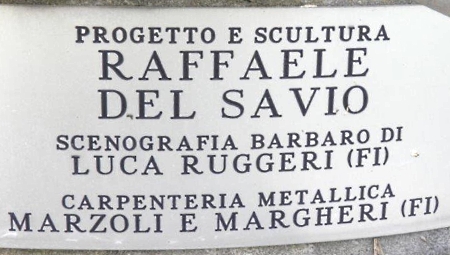 PROGETTO E SCULTURA
RAFFAELE
DEL SAVIO
SCENOGRAFIA BARBARO DI
LUCA RUGGERI (FI)
CARPENTERIA METALLICA
MARZOLI E MARGHERI (FI)